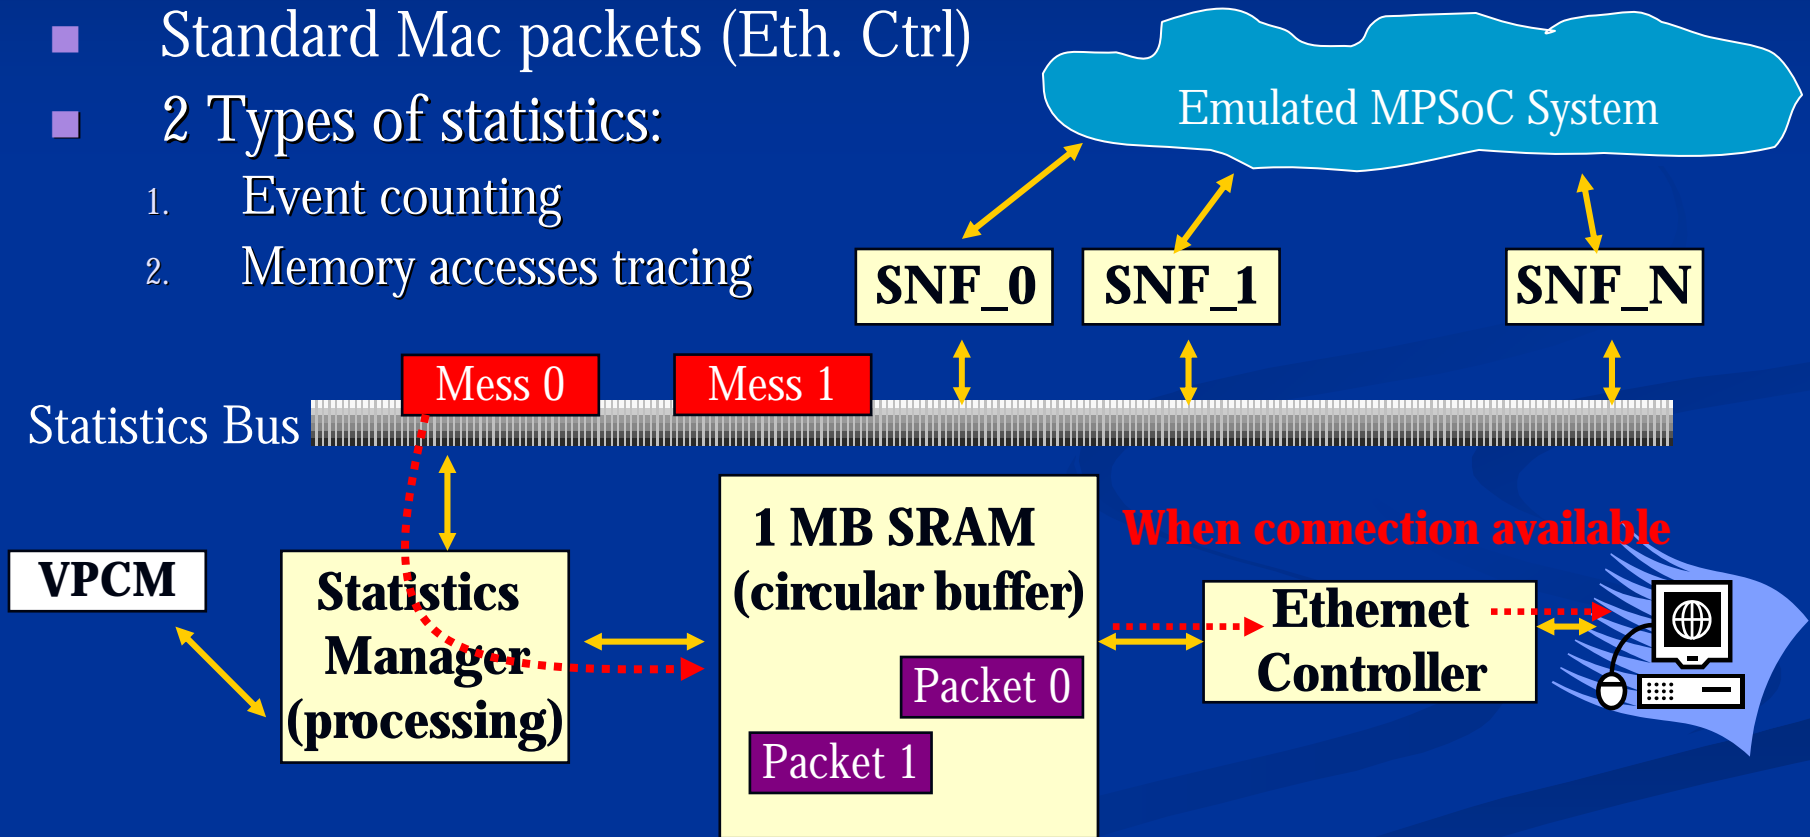 Standard Mac packets (Eth. Ctrl)
2 Types of statistics:
1. Event counting
2. Memory accesses tracing
Emulated MPSoC System
SNF_0
SNF_1
SNF_N
Mess 0
Mess 1
Statistics Bus
VPCM
Statistics
Manager
(processing)
1 MB SRAM
(circular buffer)
Packet 0
Packet 1
When connection available
Ethernet
Controller